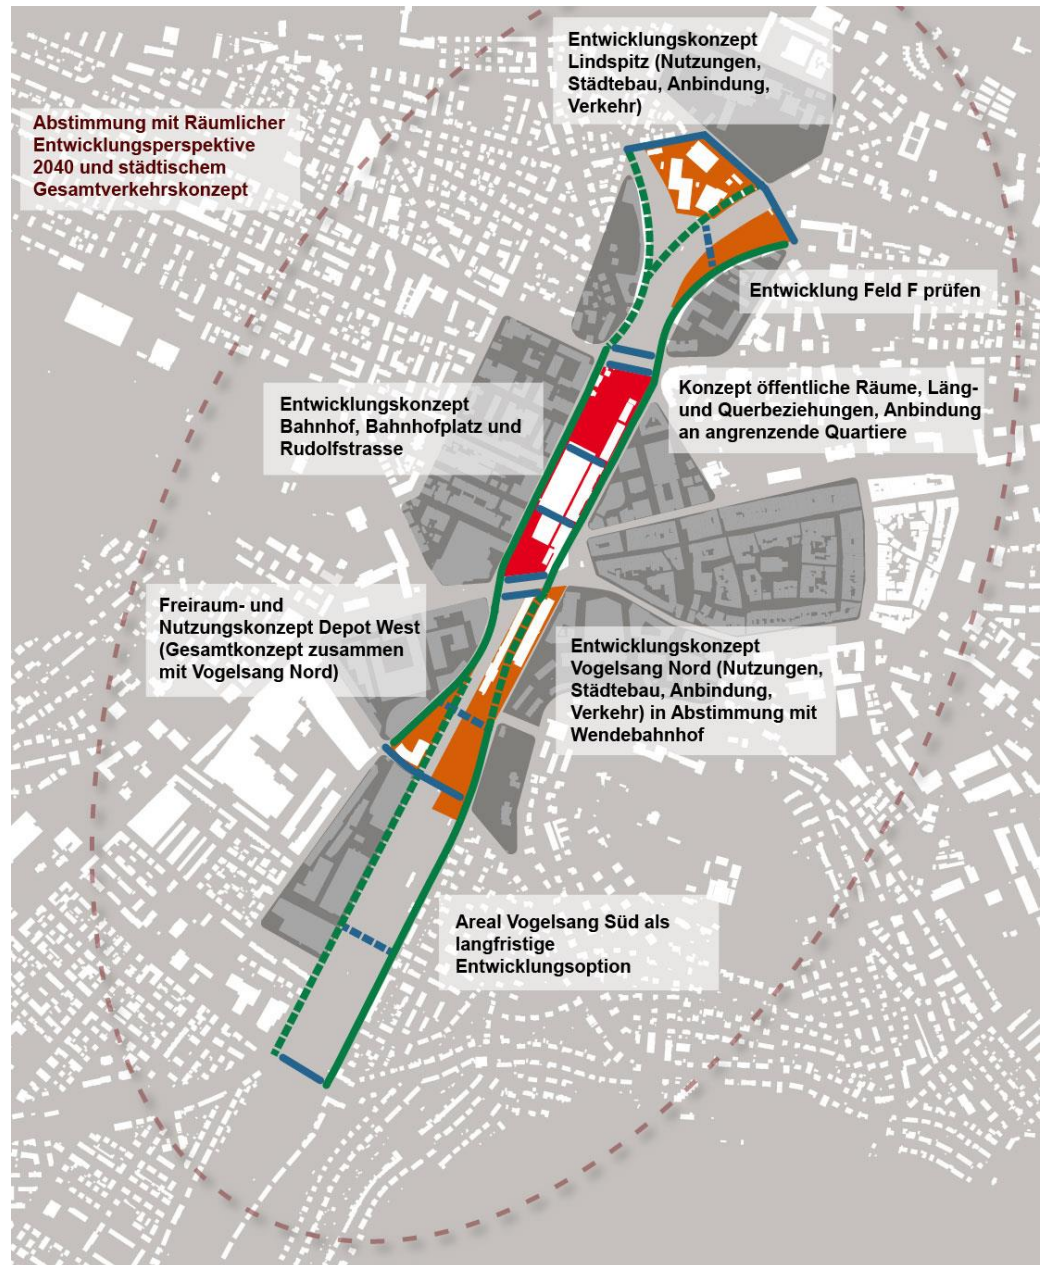 Entwicklungskonzept
Lindspitz (Nutzungen,
Städtebau, Anbindung,
Verkehr)
Abstimmung mit Räumlicher
Entwicklungsperspektive
2040 und städtischem
Gesamtverkehrskonzept
Entwicklung Feld F prüfen
Konzept öffentliche Räume, Läng-
und Querbeziehungen, Anbindung
an angrenzende Quartiere
Entwicklungskonzept
Bahnhof, Bahnhofplatz und
Rudolfstrasse
Freiraum- und
Nutzungskonzept Depot West
(Gesamtkonzept zusammen
mit Vogelsang Nord)
Entwicklungskonzept
Vogelsang Nord (Nutzungen,
Städtebau, Anbindung,
Verkehr) in Abstimmung mit
Wendebahnhof
Areal Vogelsang Süd als
langfristige
Entwicklungsoption